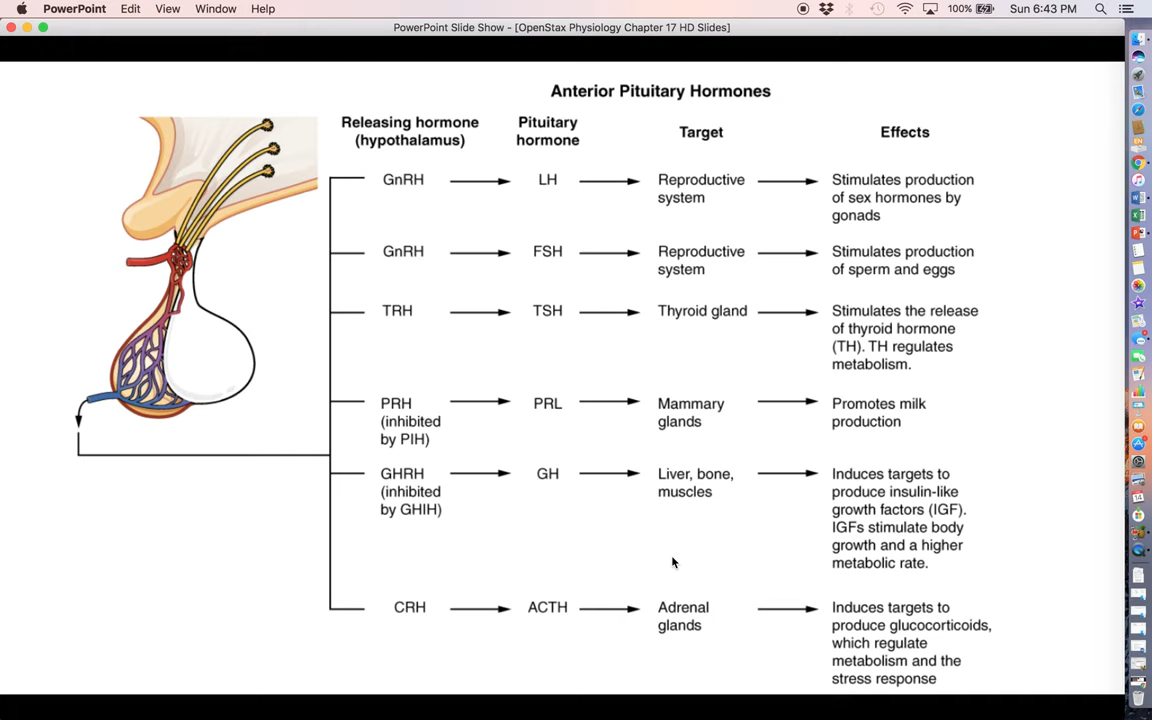 PowerPoint Edit View Window Help 100% Sun 6:43 PM
PowerPoint Slide Show - [OpenStax Physiology Chapter 17 HD Slides]
Anterior Pituitary Hormones
Releasing hormone
(hypothalamus)
Pituitary
hormone
Target
Effects
GnRH
LH
Reproductive
system
Stimulates production
of sex hormones by
gonads
GnRH
FSH
Reproductive
system
Stimulates production
of sperm and eggs
TRH
TSH
Thyroid gland
Stimulates the release
of thyroid hormone
(TH). TH regulates
metabolism.
PRH
(inhibited
by PIH)
PRL
Mammary
glands
Promotes milk
production
GHRH
(inhibited
by GHIH)
GH
Liver, bone,
muscles
Induces targets to
produce insulin-like
growth factors (IGF).
IGFs stimulate body
growth and a higher
metabolic rate.
CRH
ACTH
Adrenal
glands
Induces targets to
produce glucocorticoids,
which regulate
metabolism and the
stress response